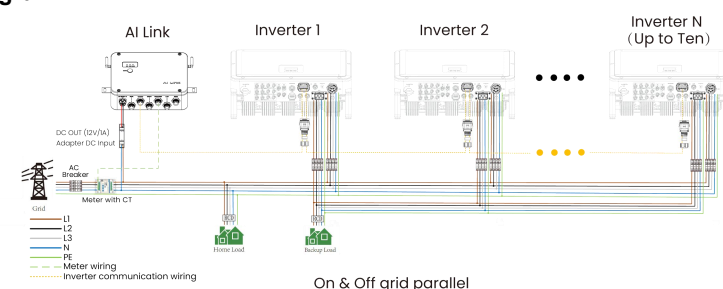 AI Link
Inverter 1
Inverter 2
Inverter N
(Up to Ten)
AI LINK
DC OUT (12V/1A)
Adapter DC Input
AC
Breaker
Meter with CT
Grid
L1
L2
L3
N
PE
Meter wiring
Inverter communication wiring
Home Load
Backup Load
On & Off grid parallel